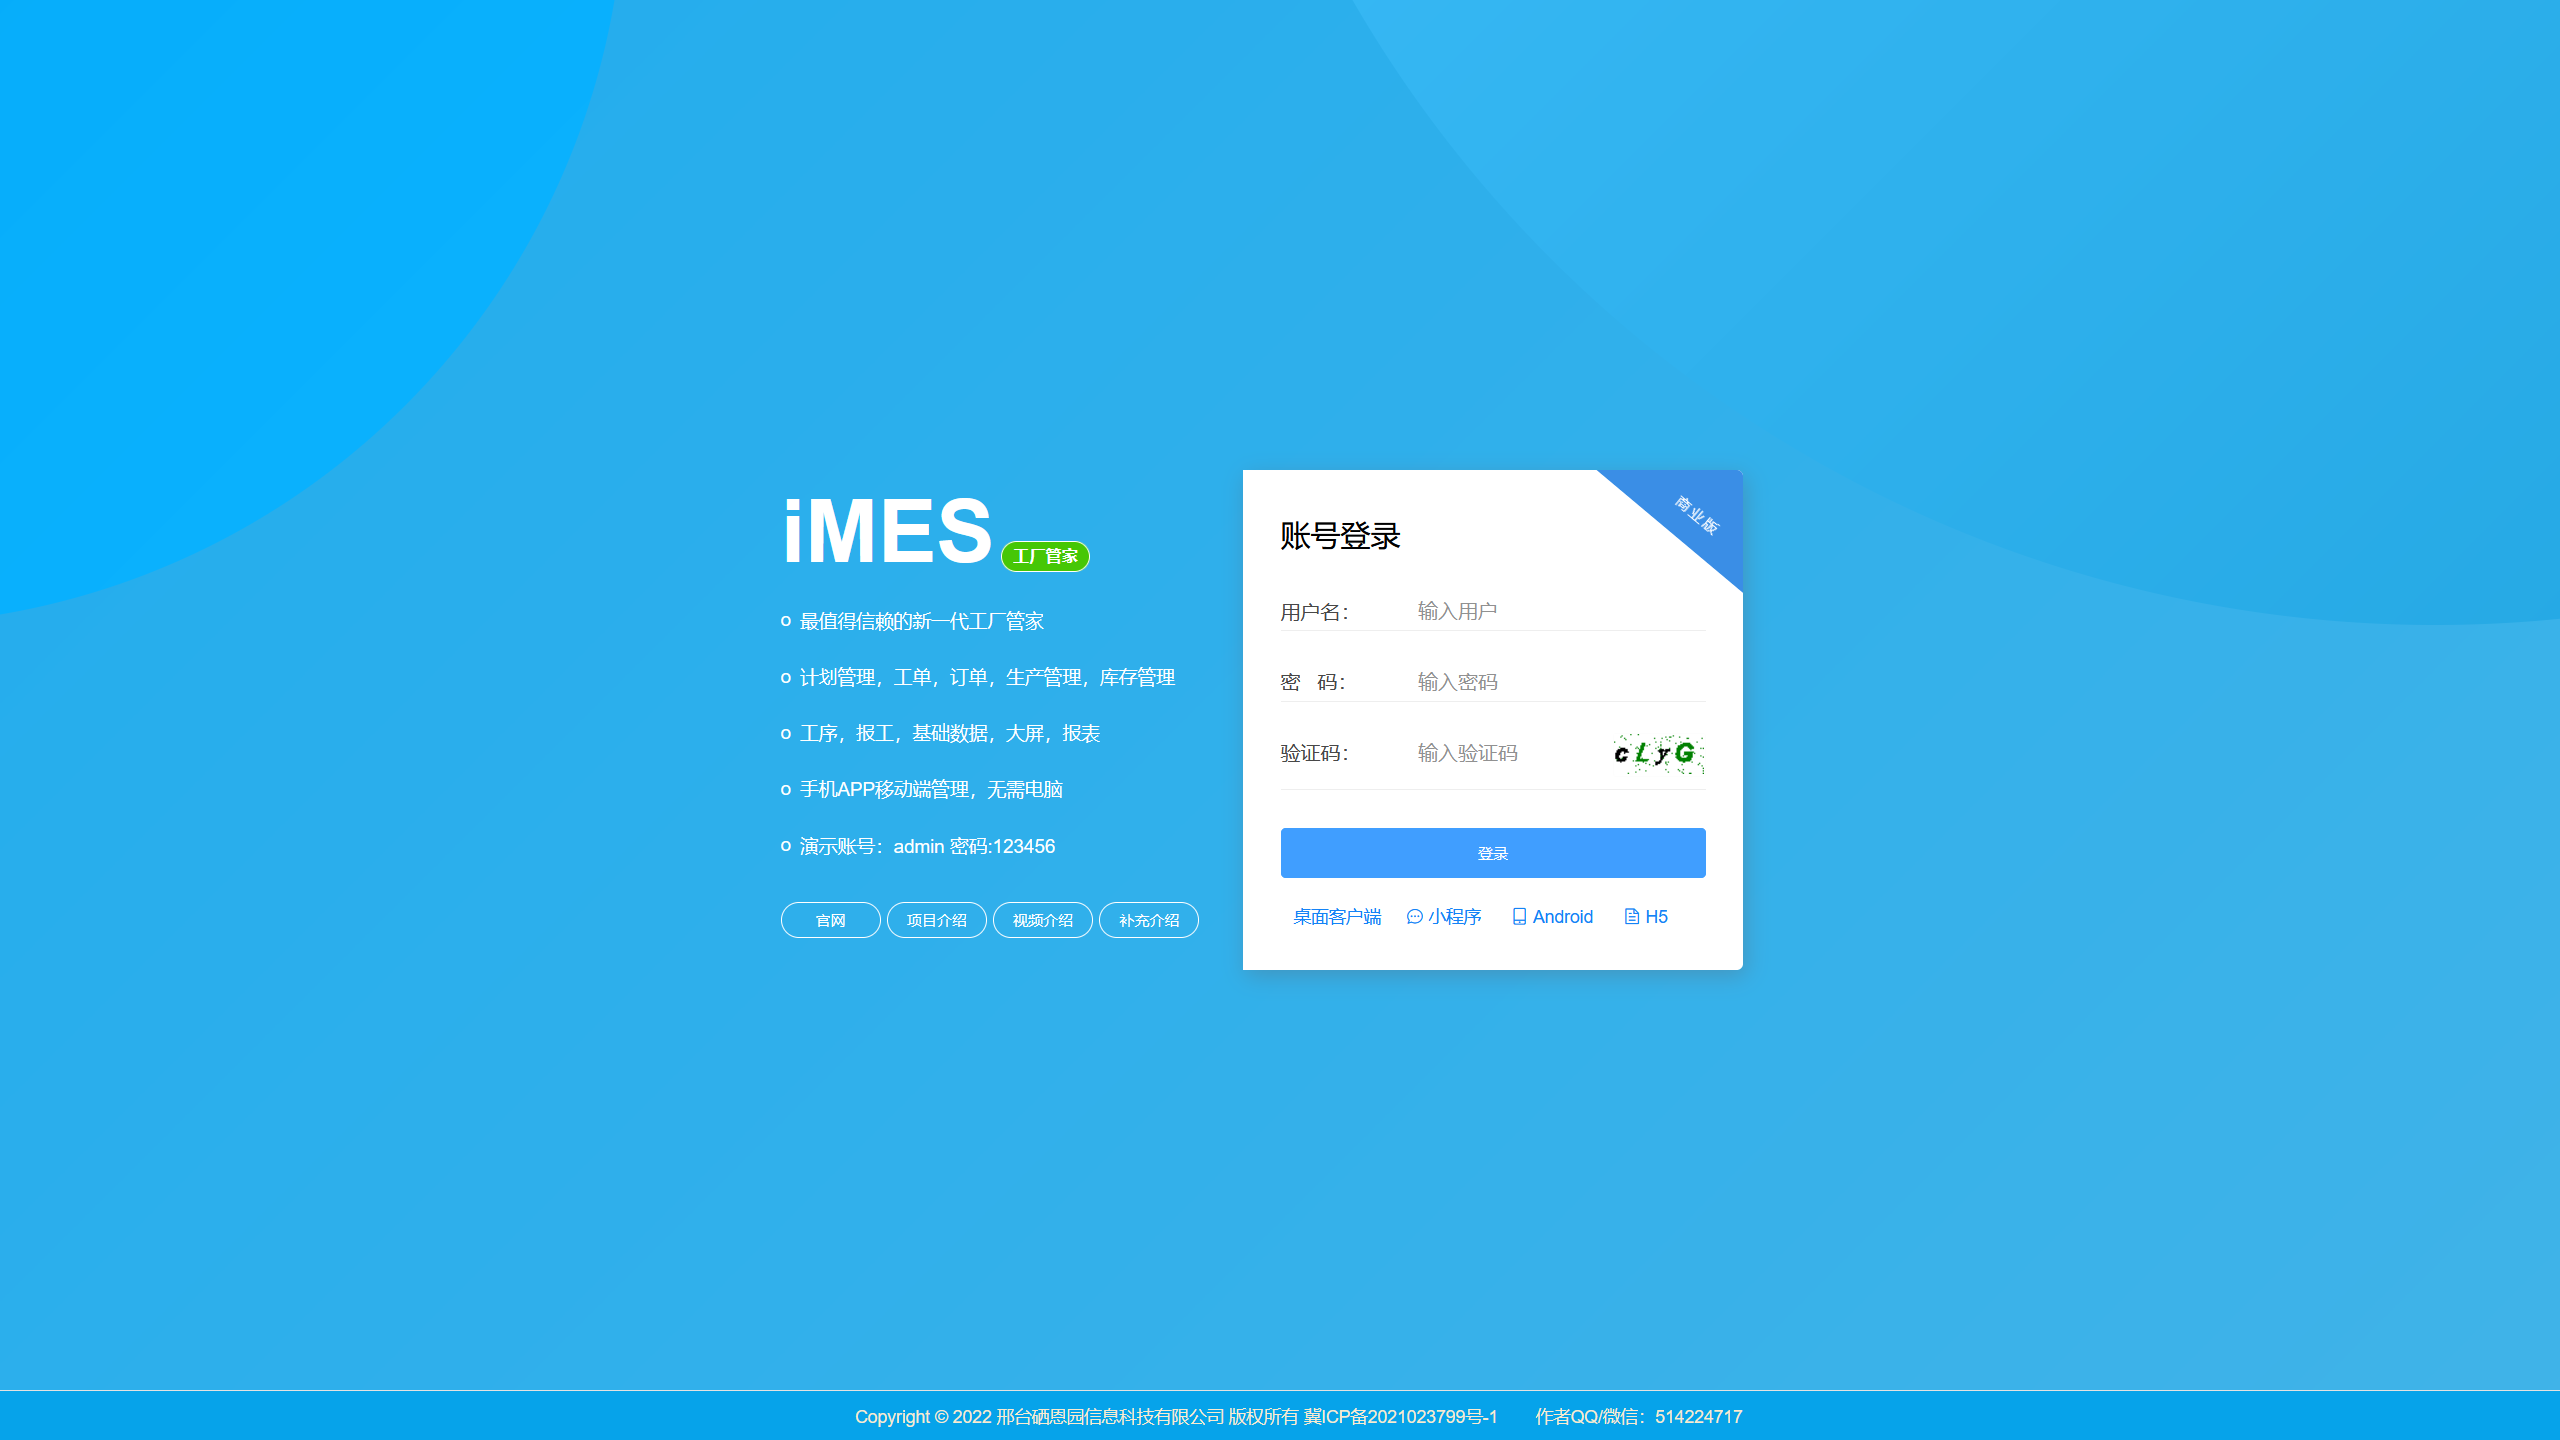 iMES 工厂管家
o 最值得信赖的新一代工厂管家
o 计划管理，工单，订单，生产管理，库存管理
o 工序，报工，基础数据，大屏，报表
o 手机APP移动端管理，无需电脑
o 演示账号：admin 密码:123456
官网 项目介绍 视频介绍 补充介绍
商业版
账号登录
用户名： 输入用户
密 码： 输入密码
验证码： 输入验证码 cLyG
登录
桌面客户端 小程序 Android H5
Copyright © 2022 邢台硒恩园信息科技有限公司 版权所有 冀ICP备2021023799号-1 作者QQ/微信：514224717